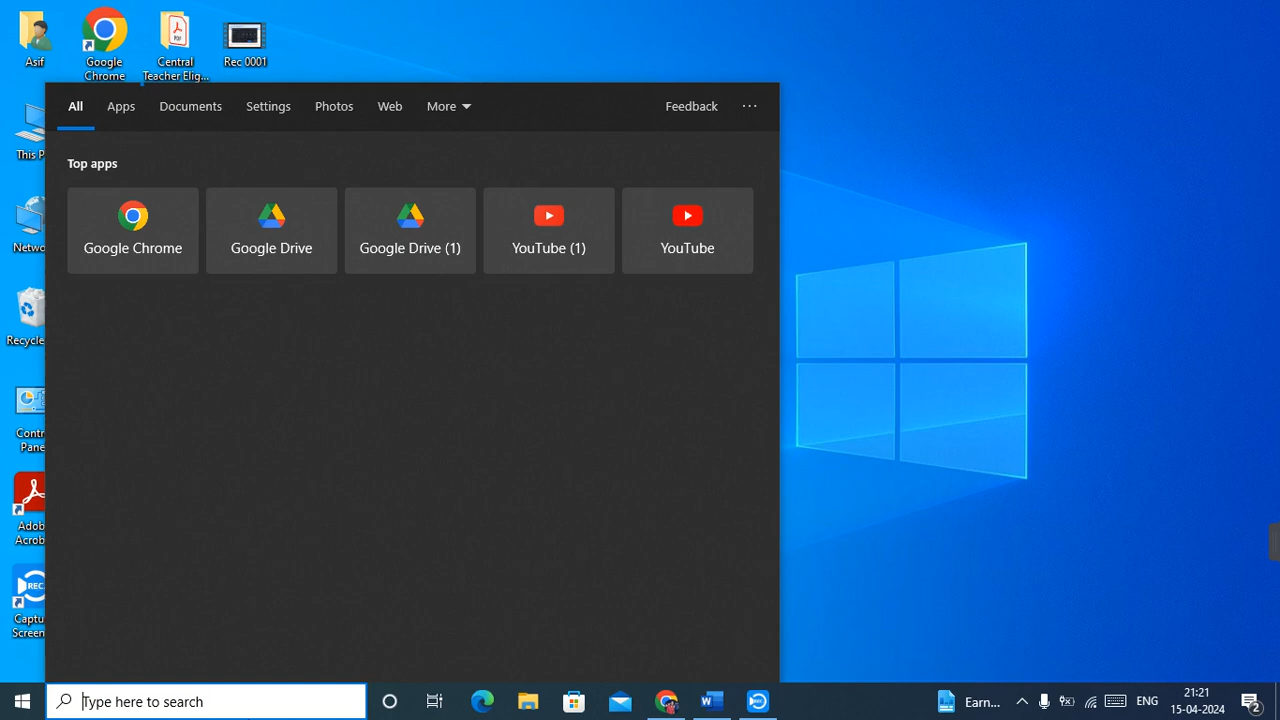 Asif
Google
Chrome
Central
Teacher Elig...
Rec 0001
This P
Netwo
Recycle
Contr
Pane
Adob
Acrob
REC
Captu
Screen
All
Apps
Documents
Settings
Photos
Web
More
Feedback
Top apps
Google Chrome
Google Drive
Google Drive (1)
YouTube (1)
YouTube
Type here to search
Earn...
ENG
21:21
15-04-2024
2